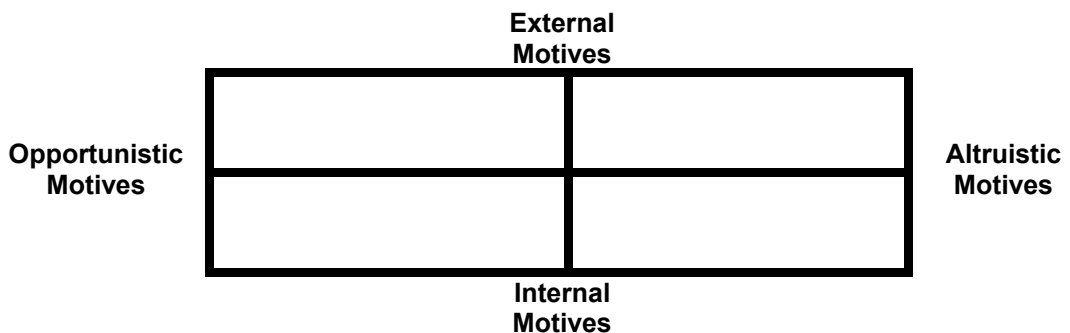 External
Motives
Opportunistic
Motives
Altruistic
Motives
Internal
Motives